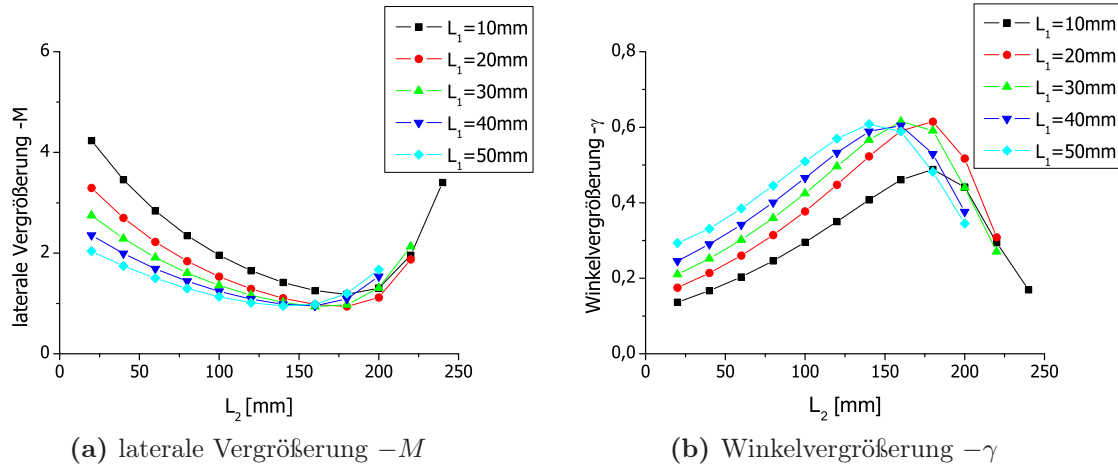 laterale Vergrößerung -M
6
4
2
0
0 50 100 150 200 250
L₂ [mm]
L₁=10mm
L₁=20mm
L₁=30mm
L₁=40mm
L₁=50mm
(a) laterale Vergrößerung −M
Winkelvergrößerung -γ
0,8
0,6
0,4
0,2
0,0
0 50 100 150 200 250
L₂ [mm]
L₁=10mm
L₁=20mm
L₁=30mm
L₁=40mm
L₁=50mm
(b) Winkelvergrößerung −γ